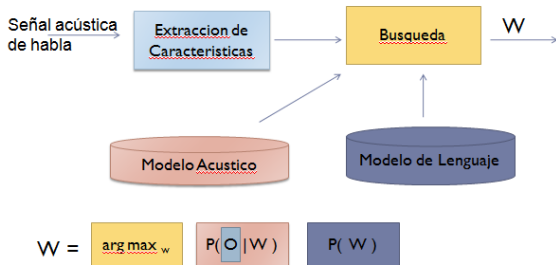 Señal acústica
de habla
Extraccion de
Caracteristicas
Busqueda
W
Modelo Acustico
Modelo de Lenguaje
W = arg max w P( O | W ) P( W )